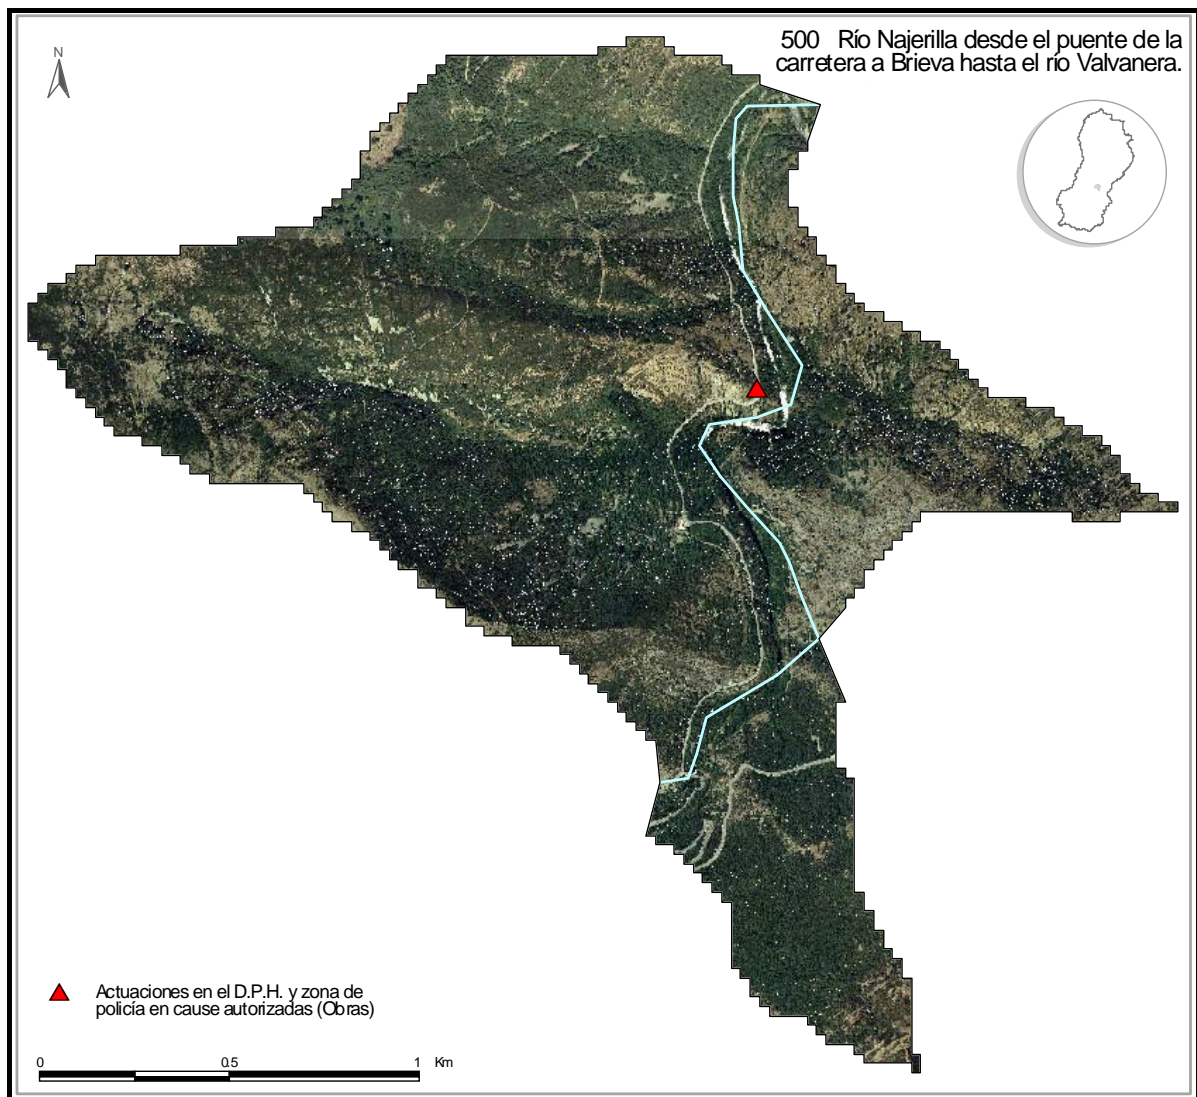 500 Río Najerilla desde el puente de la
carretera a Brieva hasta el río Valvanera.
N
Actuaciones en el D.P.H. y zona de
policía en cause autorizadas (Obras)
0 0.5 1 Km